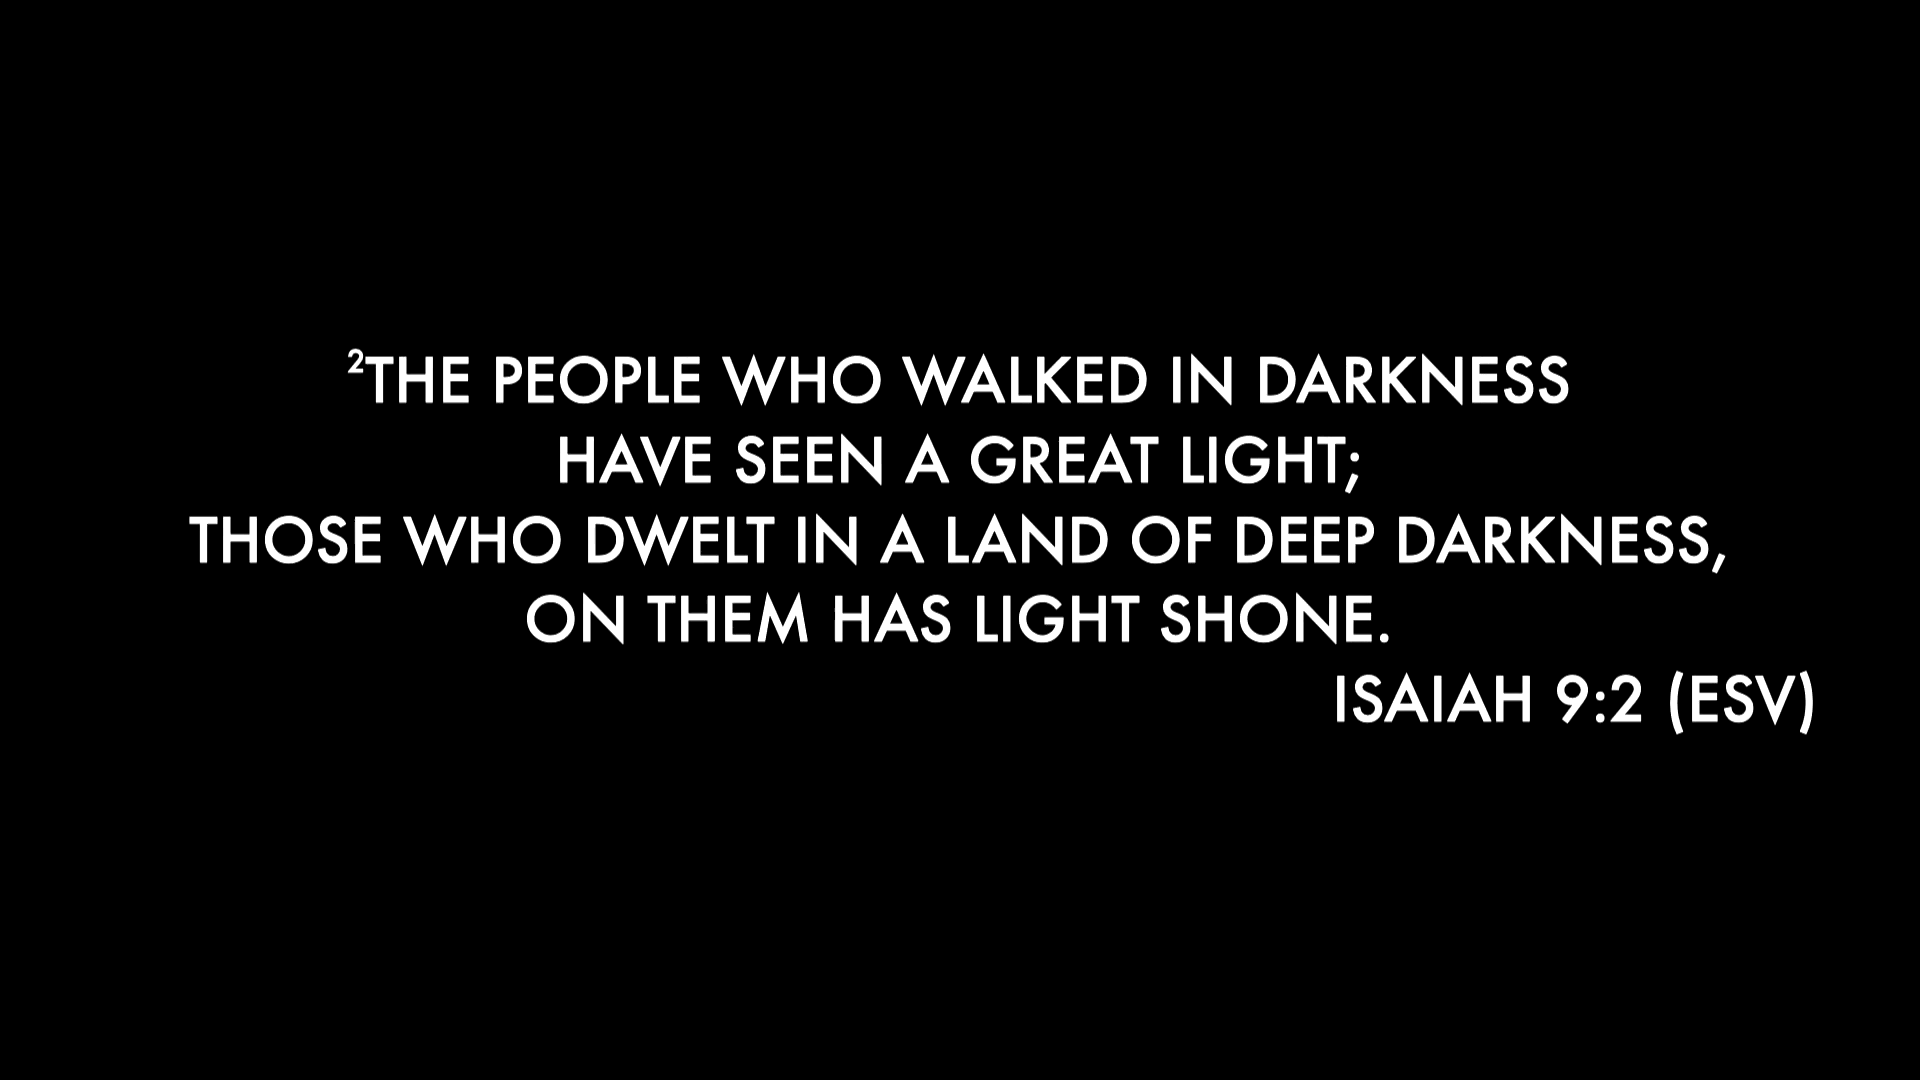 ²THE PEOPLE WHO WALKED IN DARKNESS
HAVE SEEN A GREAT LIGHT;
THOSE WHO DWELT IN A LAND OF DEEP DARKNESS,
ON THEM HAS LIGHT SHONE.
ISAIAH 9:2 (ESV)